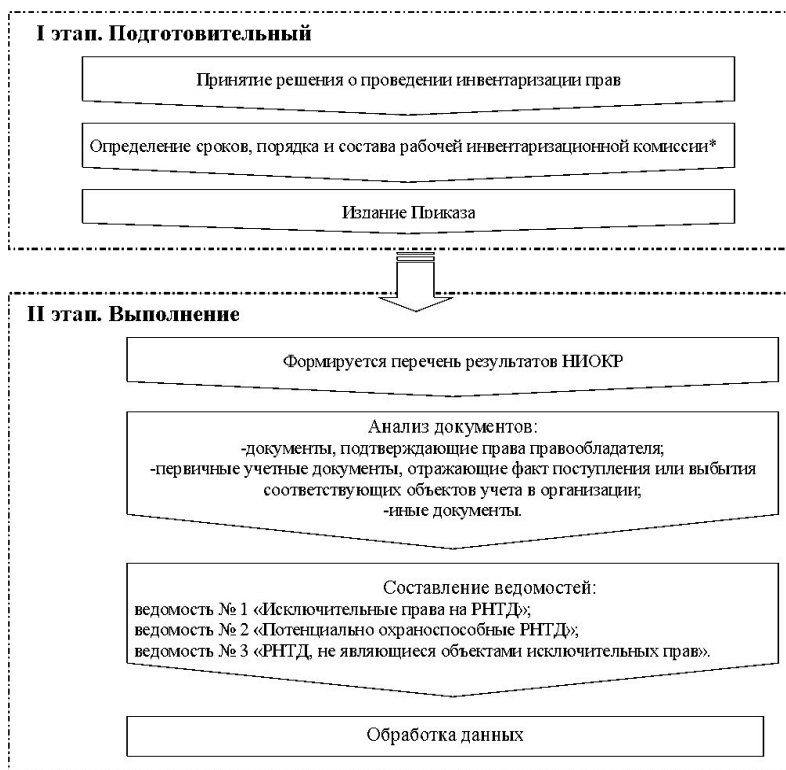 I этап. Подготовительный
Принятие решения о проведении инвентаризации прав
Определение сроков, порядка и состава рабочей инвентаризационной комиссии*
Издание Приказа
II этап. Выполнение
Формируется перечень результатов НИОКР
Анализ документов:
-документы, подтверждающие права правообладателя;
-первичные учетные документы, отражающие факт поступления или выбытия
соответствующих объектов учета в организации;
-иные документы.
Составление ведомостей:
ведомость № 1 «Исключительные права на РНТД»;
ведомость № 2 «Потенциально охраноспособные РНТД»;
ведомость № 3 «РНТД, не являющиеся объектами исключительных прав».
Обработка данных